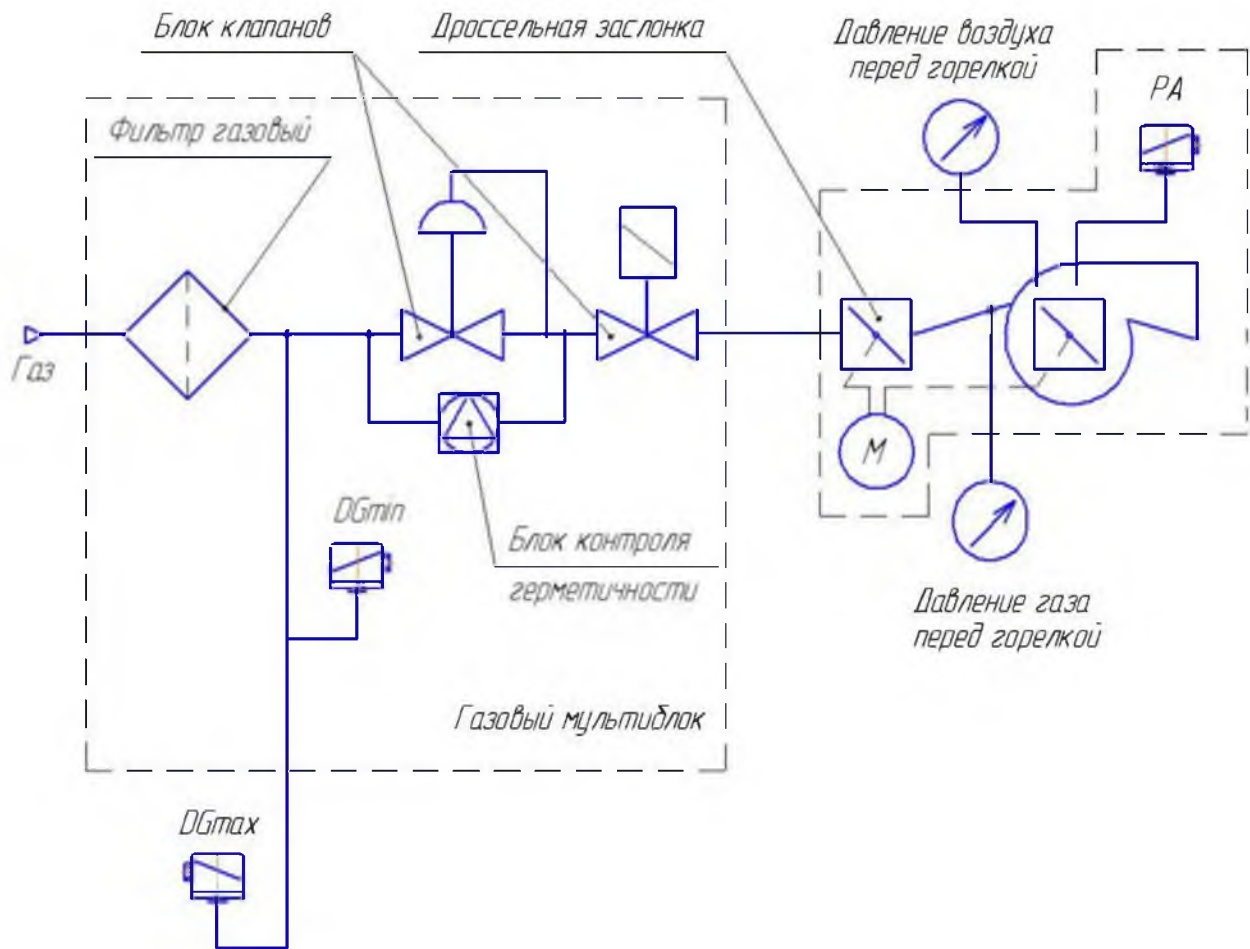 Блок клапанов
Дроссельная заслонка
Давление воздуха
перед горелкой
РА
Фильтр газовый
Газ
М
DGmin
Блок контроля
герметичности
Давление газа
перед горелкой
Газовый мультиблок
DGmax